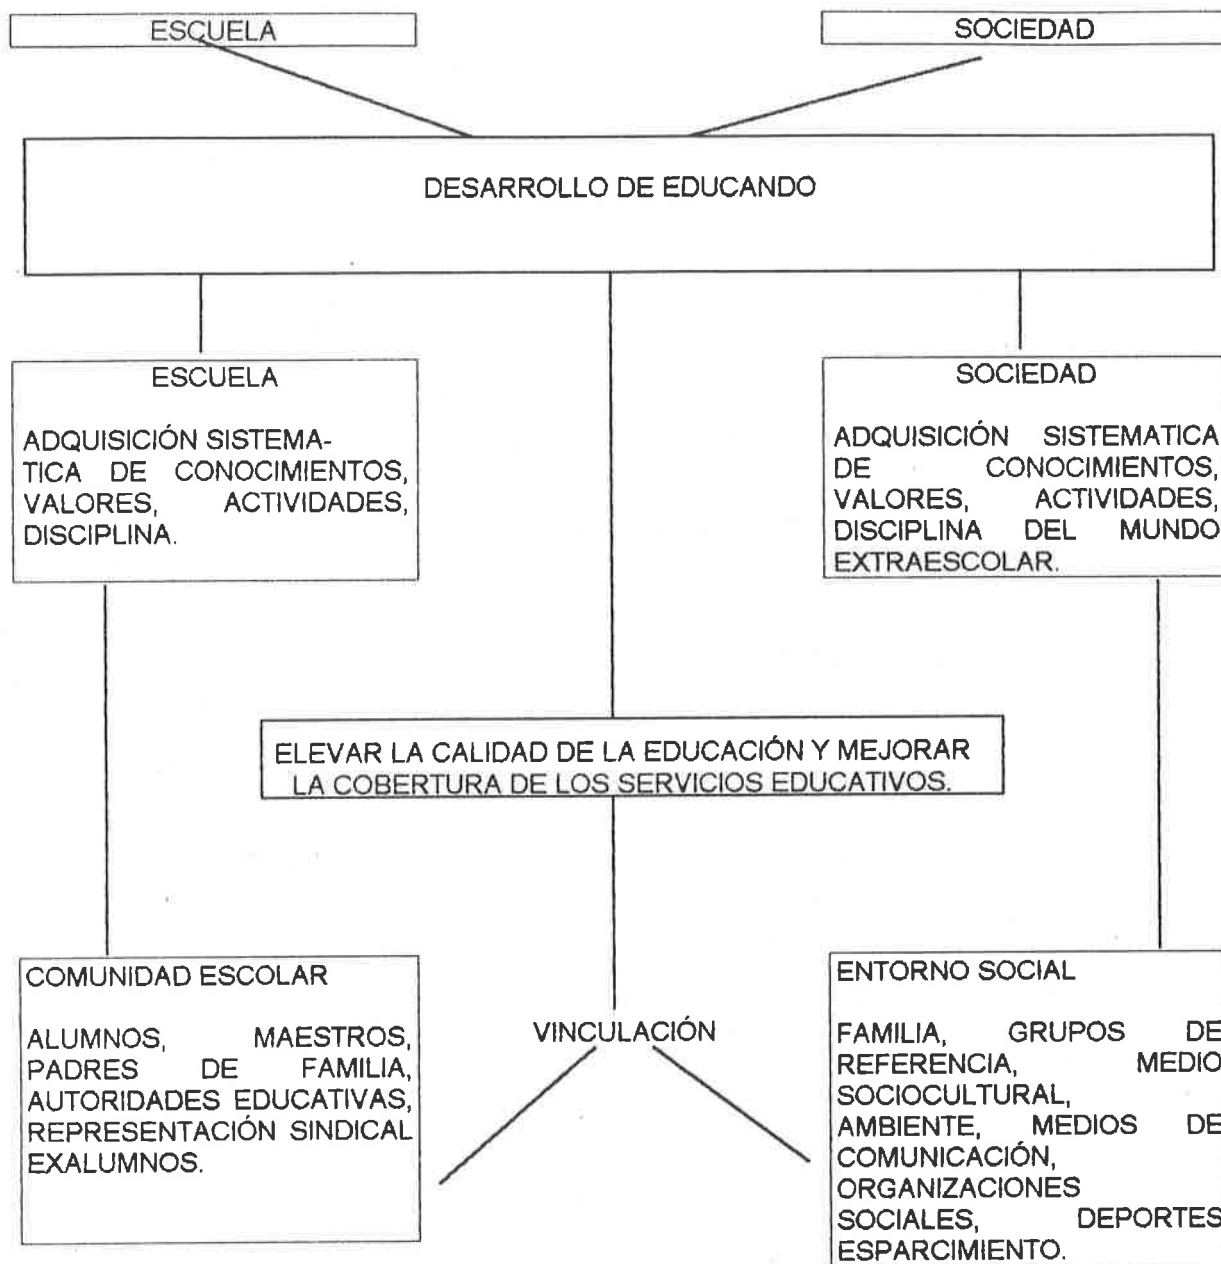 ESCUELA
SOCIEDAD
DESARROLLO DE EDUCANDO
ESCUELA
ADQUISICIÓN SISTEMA-
TICA DE CONOCIMIENTOS,
VALORES, ACTIVIDADES,
DISCIPLINA.
SOCIEDAD
ADQUISICIÓN SISTEMATICA
DE CONOCIMIENTOS,
VALORES, ACTIVIDADES,
DISCIPLINA DEL MUNDO
EXTRAESCOLAR.
ELEVAR LA CALIDAD DE LA EDUCACIÓN Y MEJORAR
LA COBERTURA DE LOS SERVICIOS EDUCATIVOS.
COMUNIDAD ESCOLAR
ALUMNOS, MAESTROS,
PADRES DE FAMILIA,
AUTORIDADES EDUCATIVAS,
REPRESENTACIÓN SINDICAL
EXALUMNOS.
VINCULACIÓN
ENTORNO SOCIAL
FAMILIA, GRUPOS DE
REFERENCIA, MEDIO
SOCIOCULTURAL,
AMBIENTE, MEDIOS DE
COMUNICACIÓN,
ORGANIZACIONES
SOCIALES, DEPORTES
ESPARCIMIENTO.